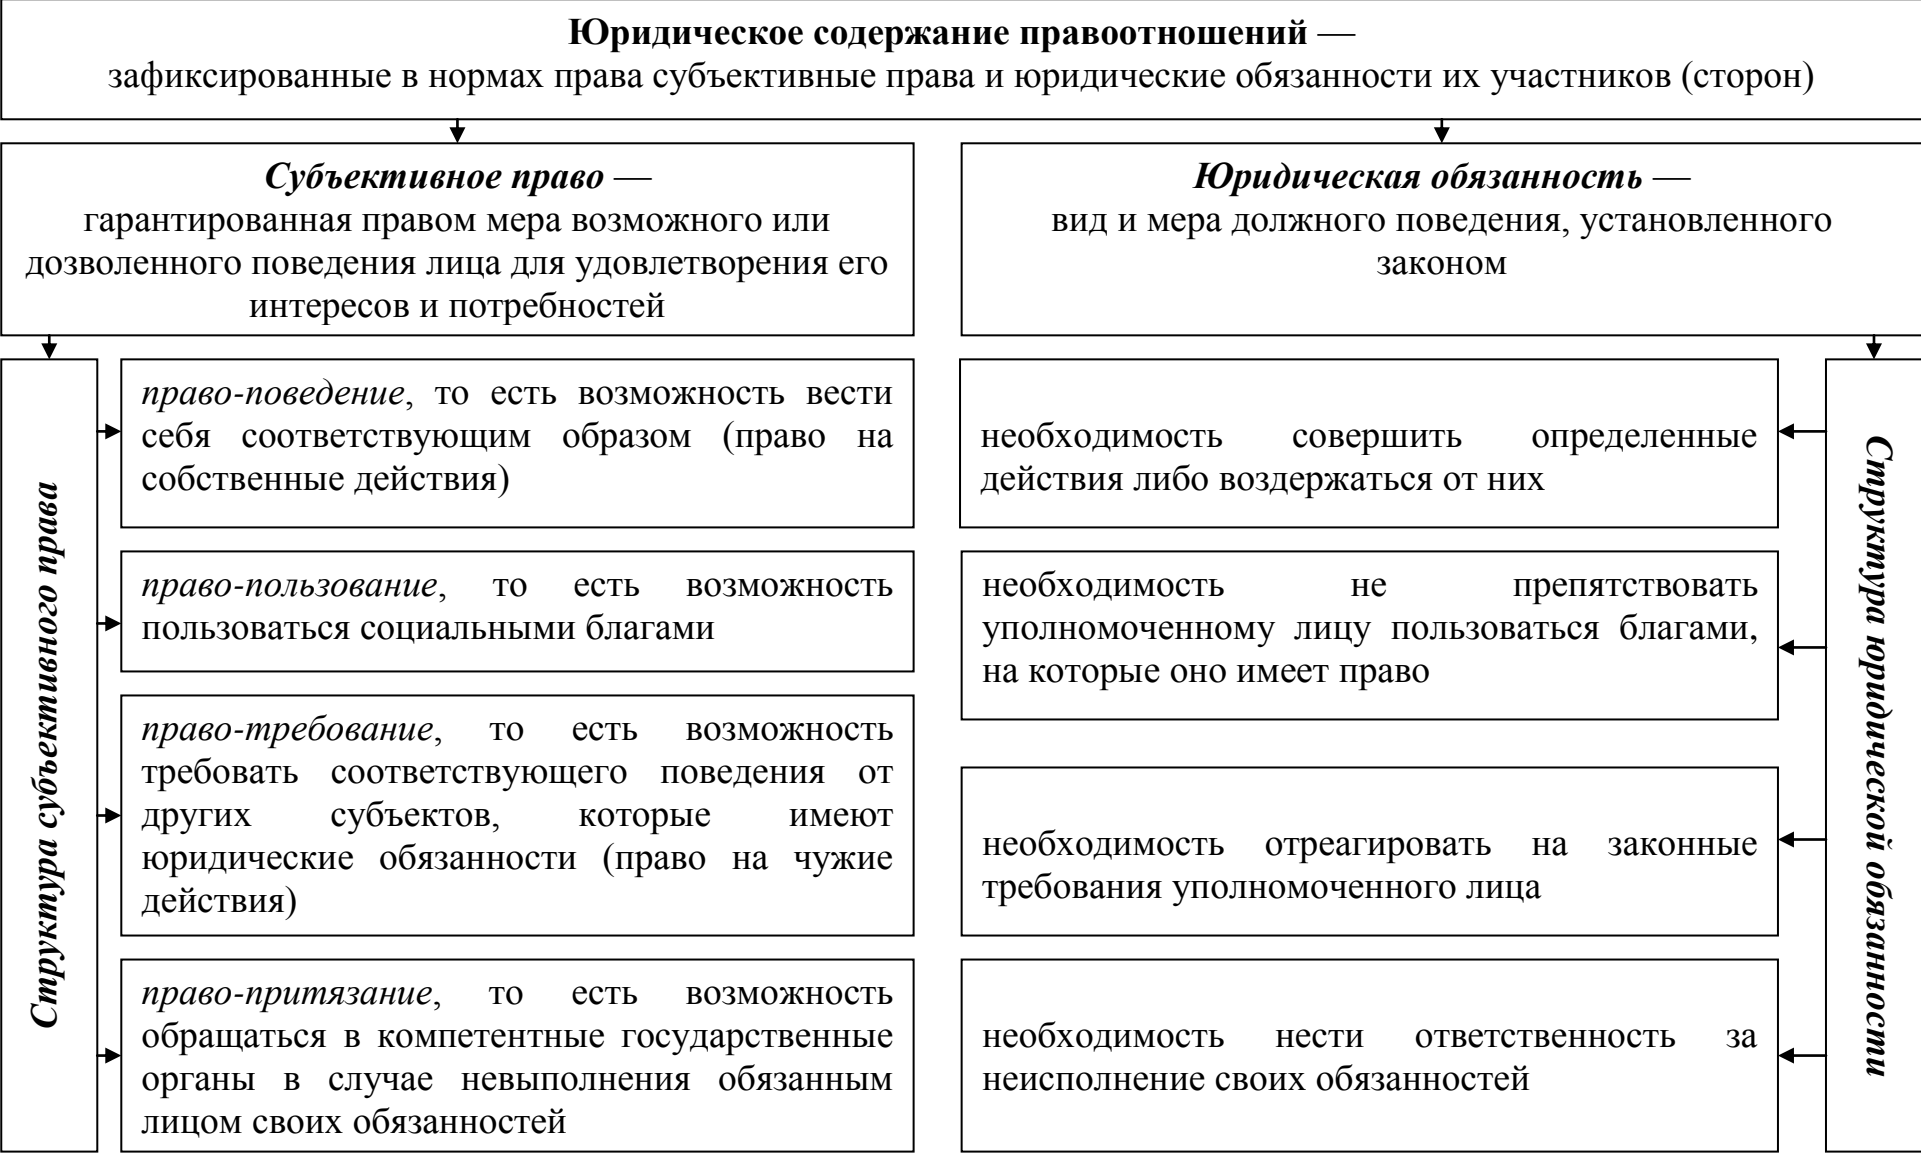 Юридическое содержание правоотношений —
зафиксированные в нормах права субъективные права и юридические обязанности их участников (сторон)
Субъективное право —
гарантированная правом мера возможного или
дозволенного поведения лица для удовлетворения его
интересов и потребностей
Юридическая обязанность —
вид и мера должного поведения, установленного
законом
Структура субъективного права
право-поведение, то есть возможность вести
себя соответствующим образом (право на
собственные действия)
право-пользование, то есть возможность
пользоваться социальными благами
право-требование, то есть возможность
требовать соответствующего поведения от
других субъектов, которые имеют
юридические обязанности (право на чужие
действия)
право-притязание, то есть возможность
обращаться в компетентные государственные
органы в случае невыполнения обязанным
лицом своих обязанностей
необходимость совершить определенные
действия либо воздержаться от них
необходимость не препятствовать
уполномоченному лицу пользоваться благами,
на которые оно имеет право
необходимость отреагировать на законные
требования уполномоченного лица
необходимость нести ответственность за
неисполнение своих обязанностей
Структура юридической обязанности